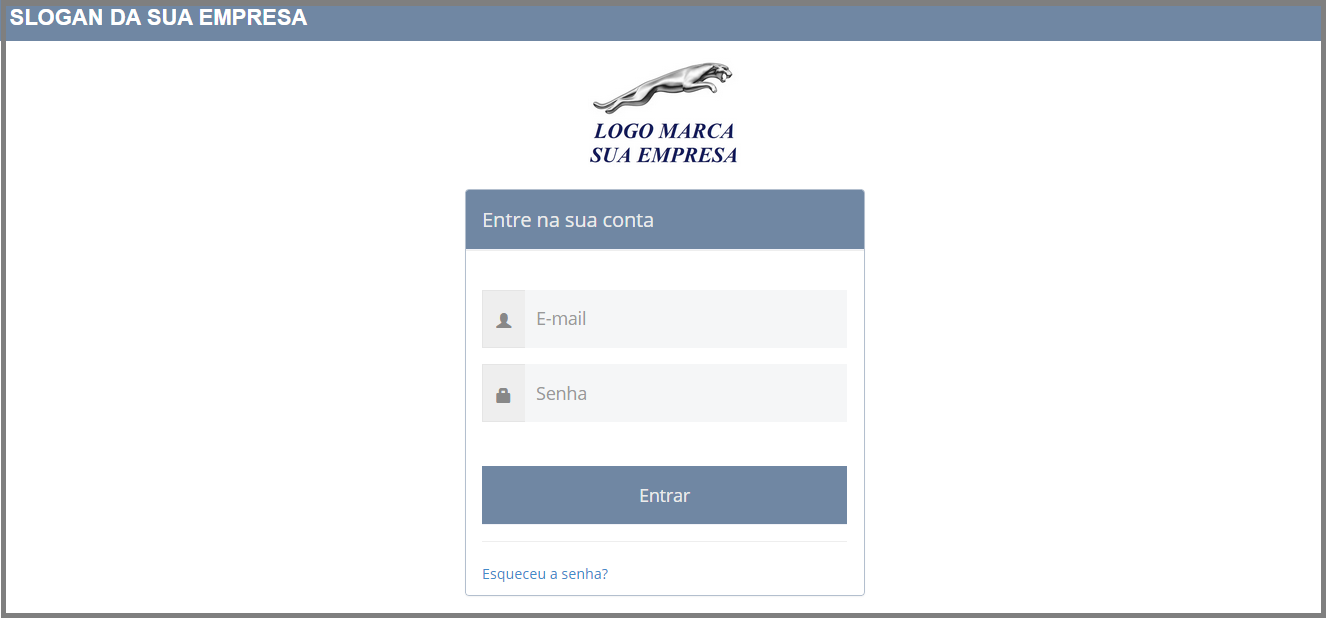 SLOGAN DA SUA EMPRESA
LOGO MARCA
SUA EMPRESA
Entre na sua conta
E-mail
Senha
Entrar
Esqueceu a senha?